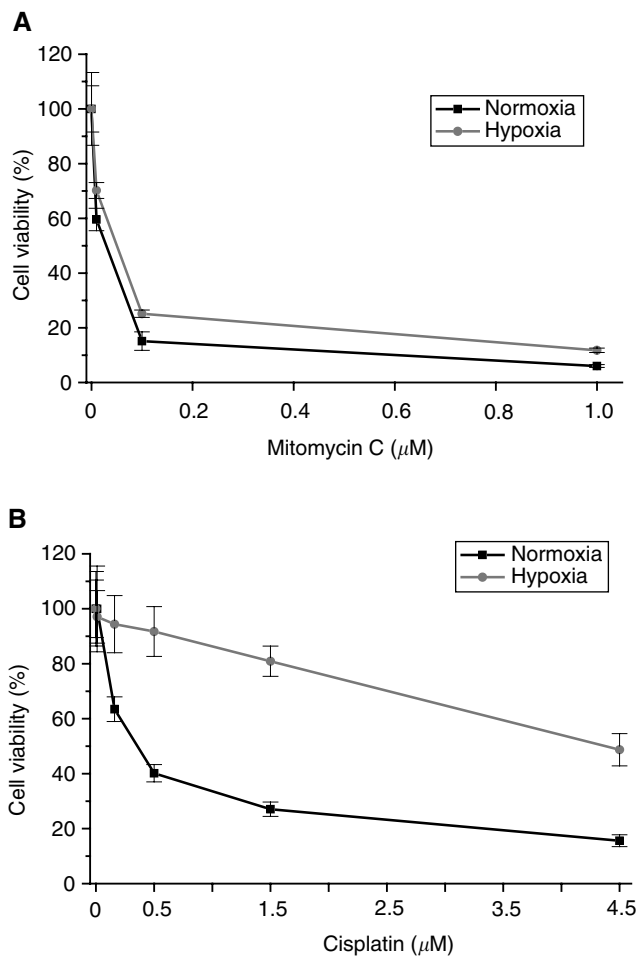 A
120
100
80
60
40
20
0
Cell viability (%)
Normoxia
Hypoxia
0 0.2 0.4 0.6 0.8 1.0
Mitomycin C (μM)
B
120
100
80
60
40
20
0
Cell viability (%)
Normoxia
Hypoxia
0 0.5 1.5 2.5 3.5 4.5
Cisplatin (μM)